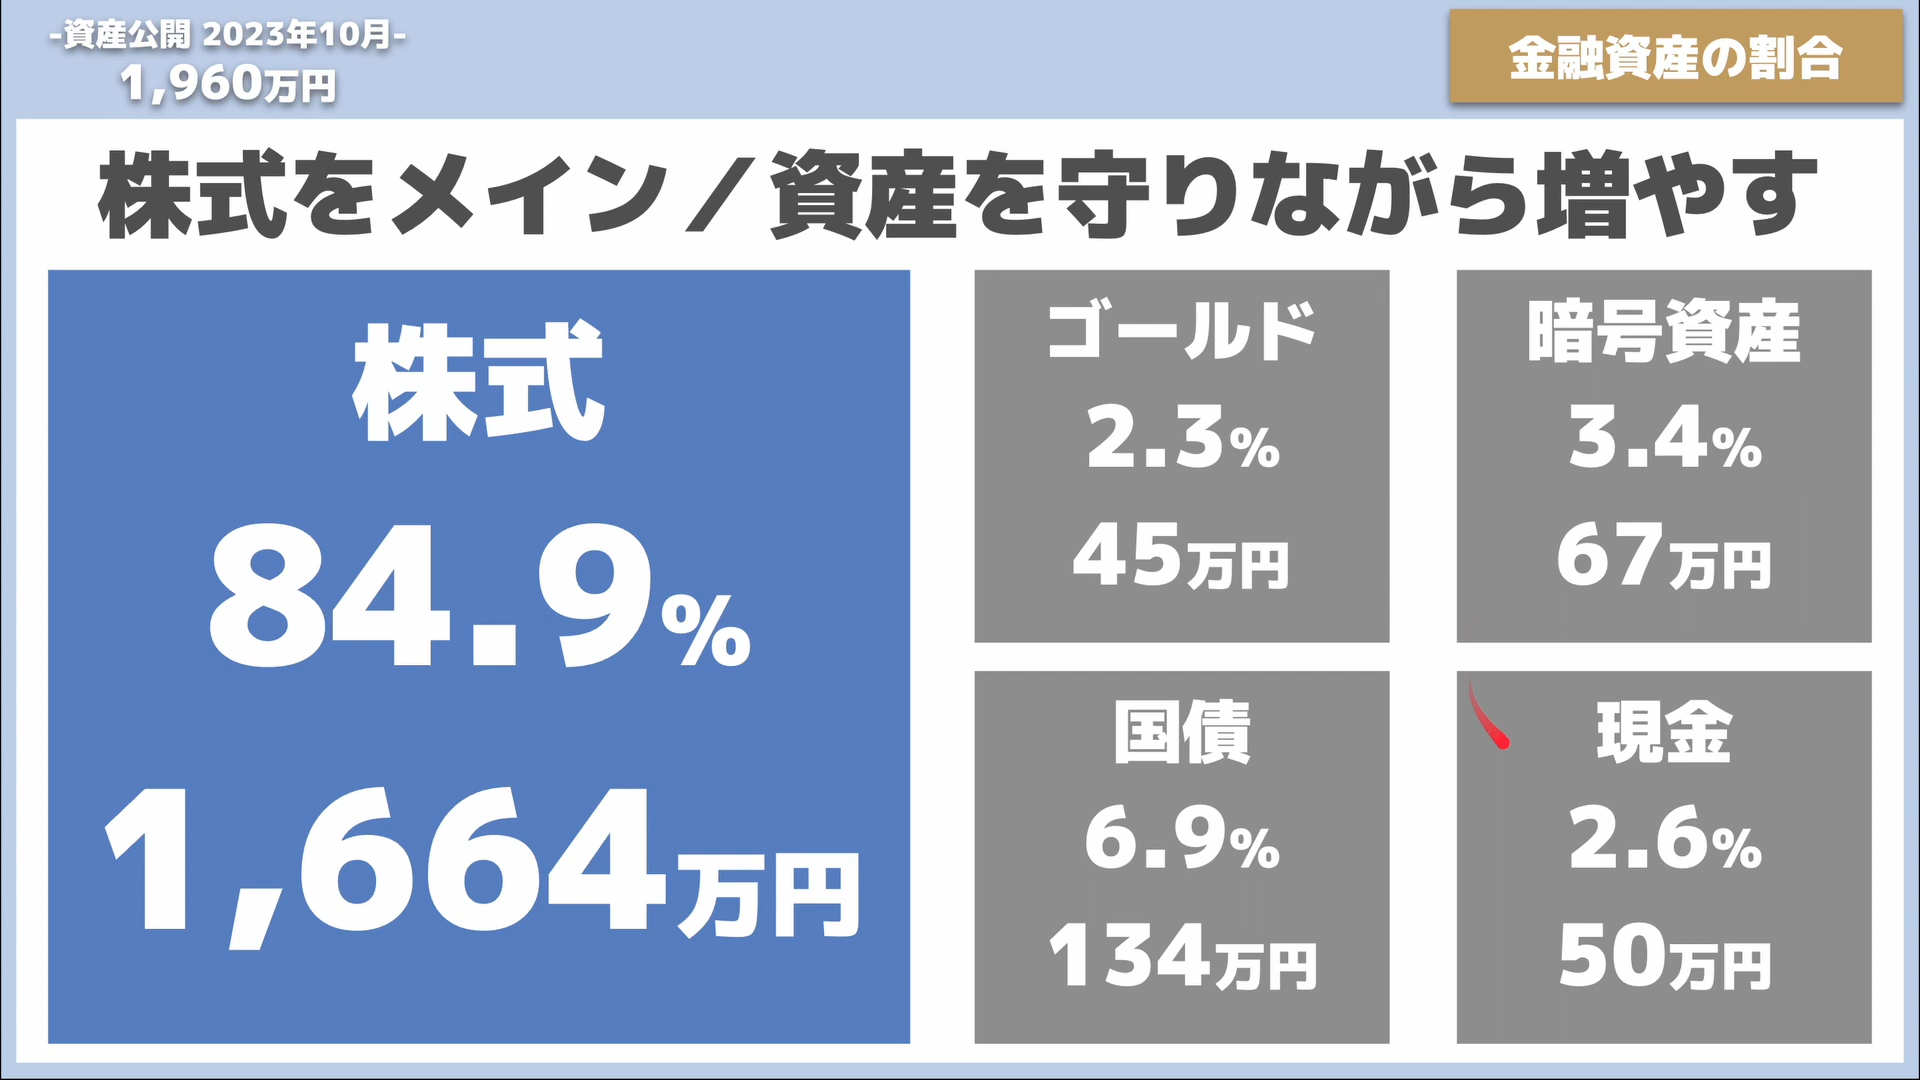 -資産公開 2023年10月-
1,960万円
金融資産の割合
株式をメイン／資産を守りながら増やす
株式
84.9%
1,664万円
ゴールド
2.3%
45万円
暗号資産
3.4%
67万円
国債
6.9%
134万円
現金
2.6%
50万円